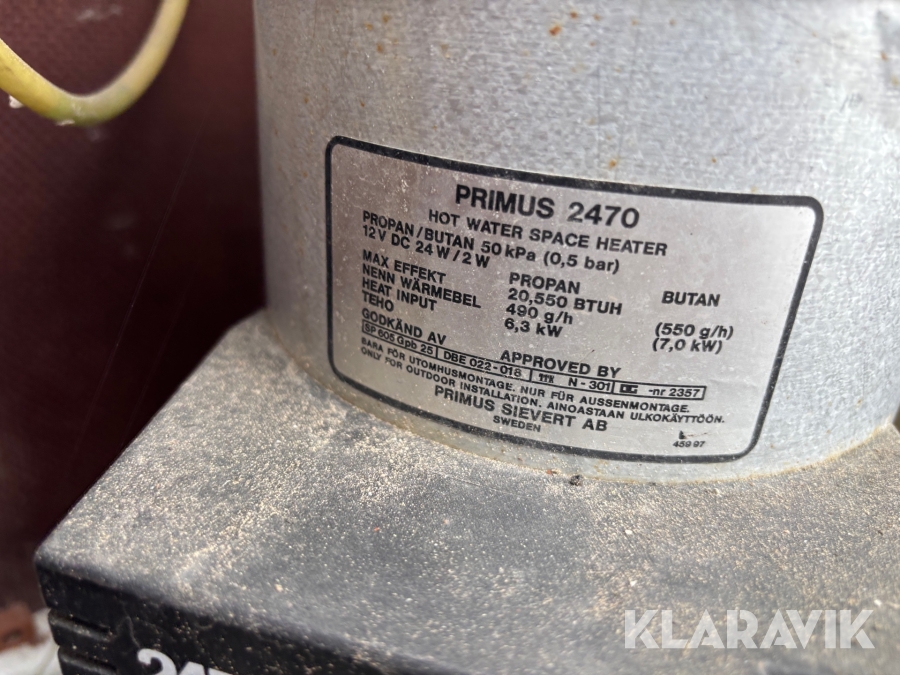 PRIMUS 2470
HOT WATER SPACE HEATER
PROPAN/BUTAN 50 kPa (0,5 bar)
12 V DC 24 W / 2 W
PROPAN BUTAN
MAX EFFEKT 20,550 BTUH
NENN WÄRMEBEL 490 g/h (550 g/h)
HEAT INPUT 6,3 kW (7,0 kW)
TEHO
GODKÄND AV APPROVED BY
SP 605 Gpb 25 DBE 022-016 N-301 DG -nr 2357
BARA FÖR UTOMHUSMONTAGE. NUR FÜR AUSSENMONTAGE.
ONLY FOR OUTDOOR INSTALLATION. AINOASTAAN ULKOKÄYTTÖÖN.
PRIMUS SIEVERT AB
SWEDEN
459 97
KLARAVIK